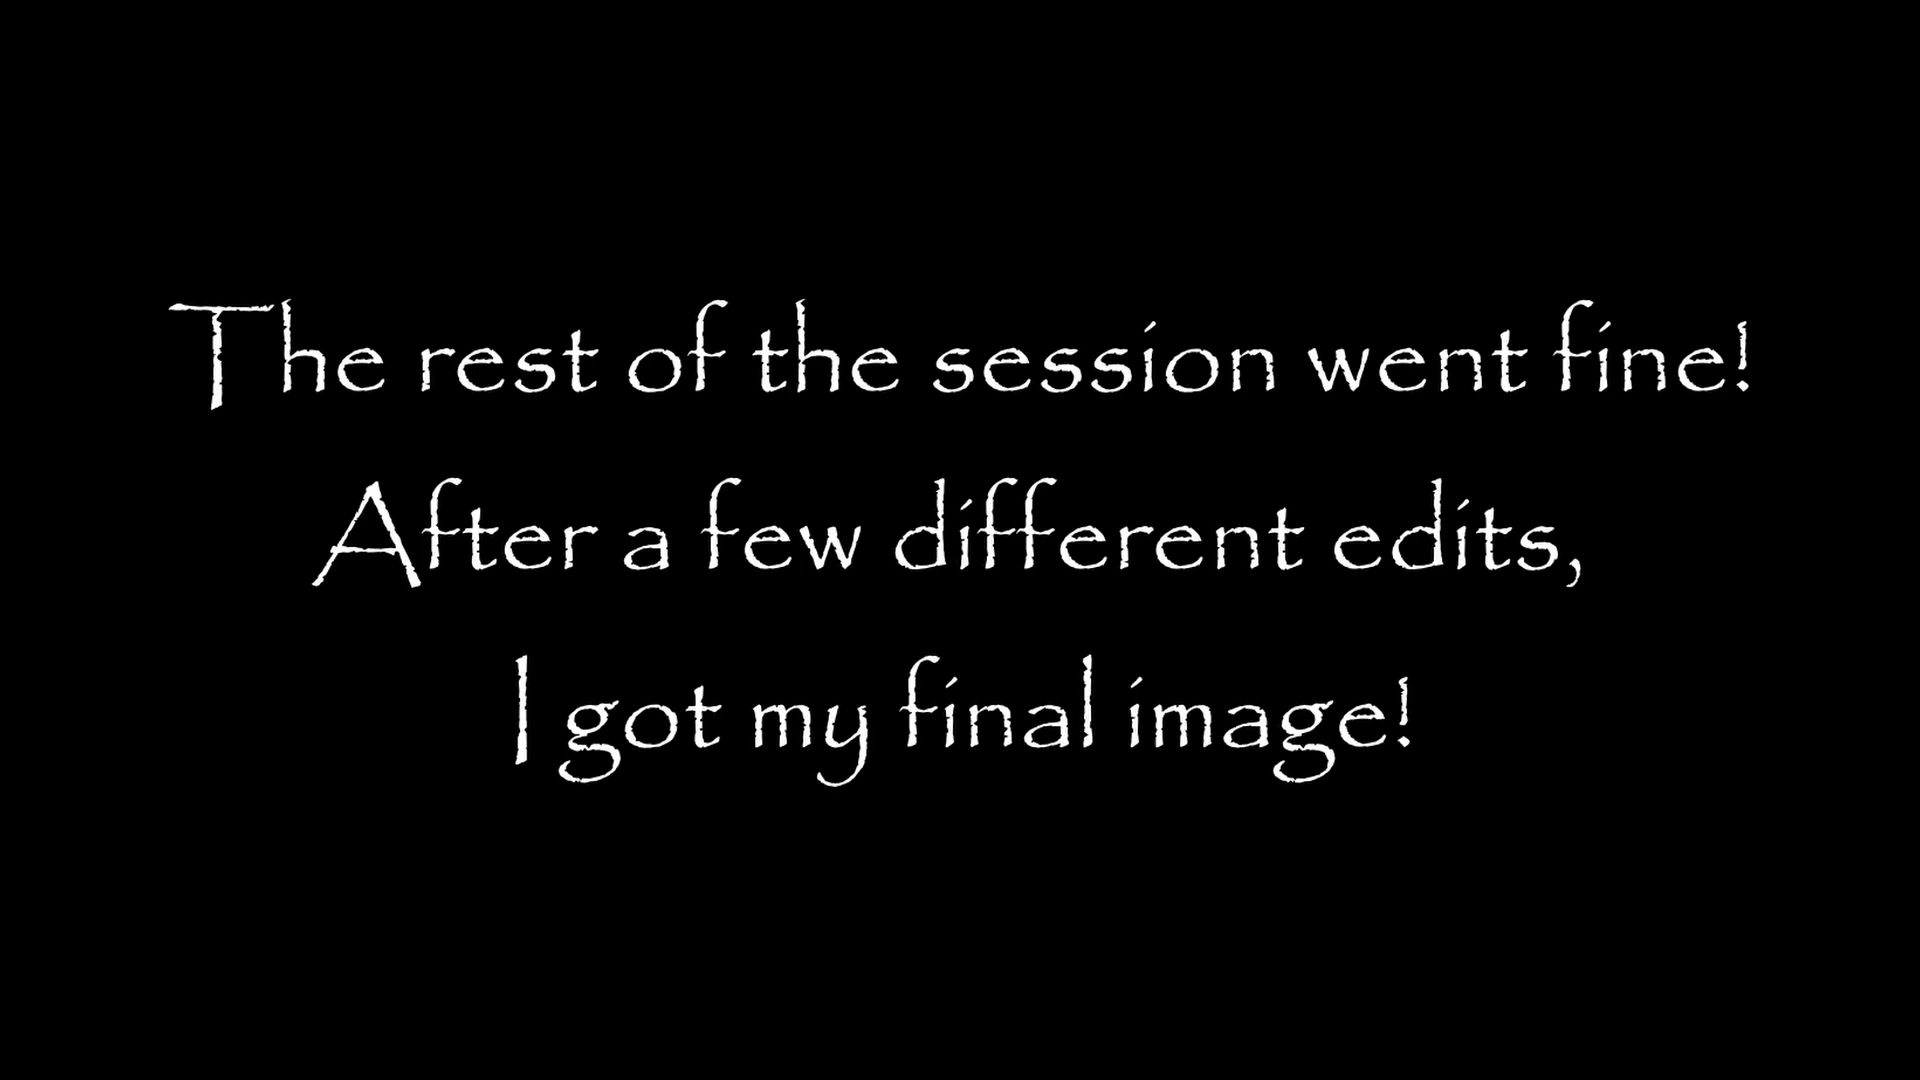 The rest of the session went fine!
After a few different edits,
I got my final image!